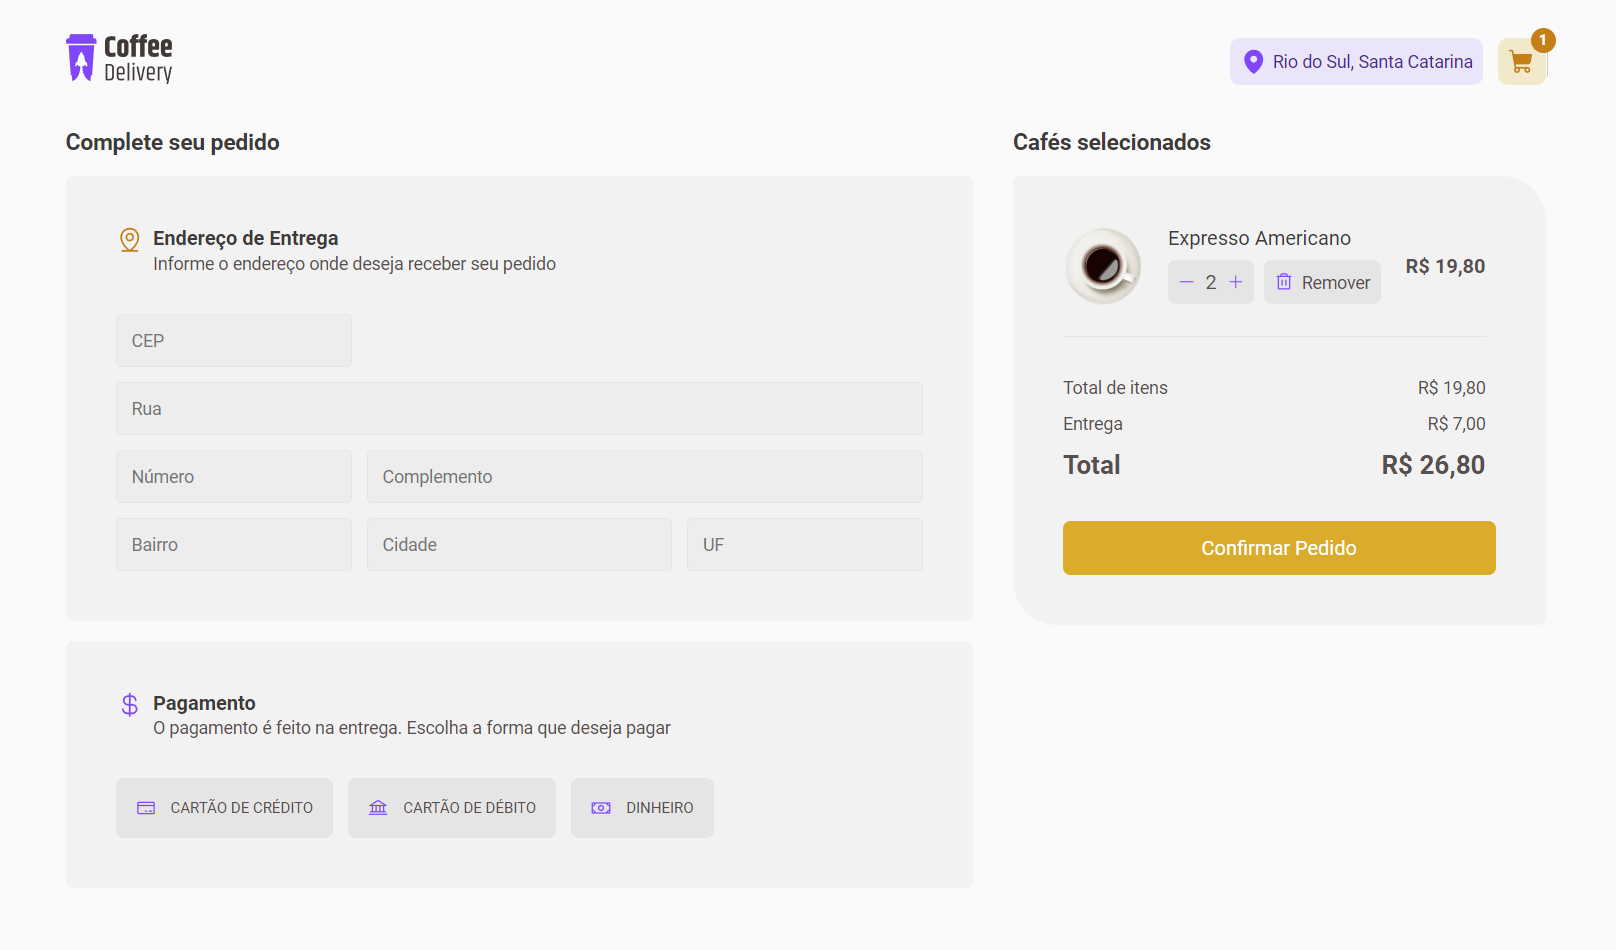 Coffee
Delivery
Rio do Sul, Santa Catarina
1
Complete seu pedido
Endereço de Entrega
Informe o endereço onde deseja receber seu pedido
CEP
Rua
Número
Complemento
Bairro
Cidade
UF
Pagamento
O pagamento é feito na entrega. Escolha a forma que deseja pagar
CARTÃO DE CRÉDITO
CARTÃO DE DÉBITO
DINHEIRO
Cafés selecionados
Expresso Americano
2
Remover
R$ 19,80
Total de itens R$ 19,80
Entrega R$ 7,00
Total R$ 26,80
Confirmar Pedido